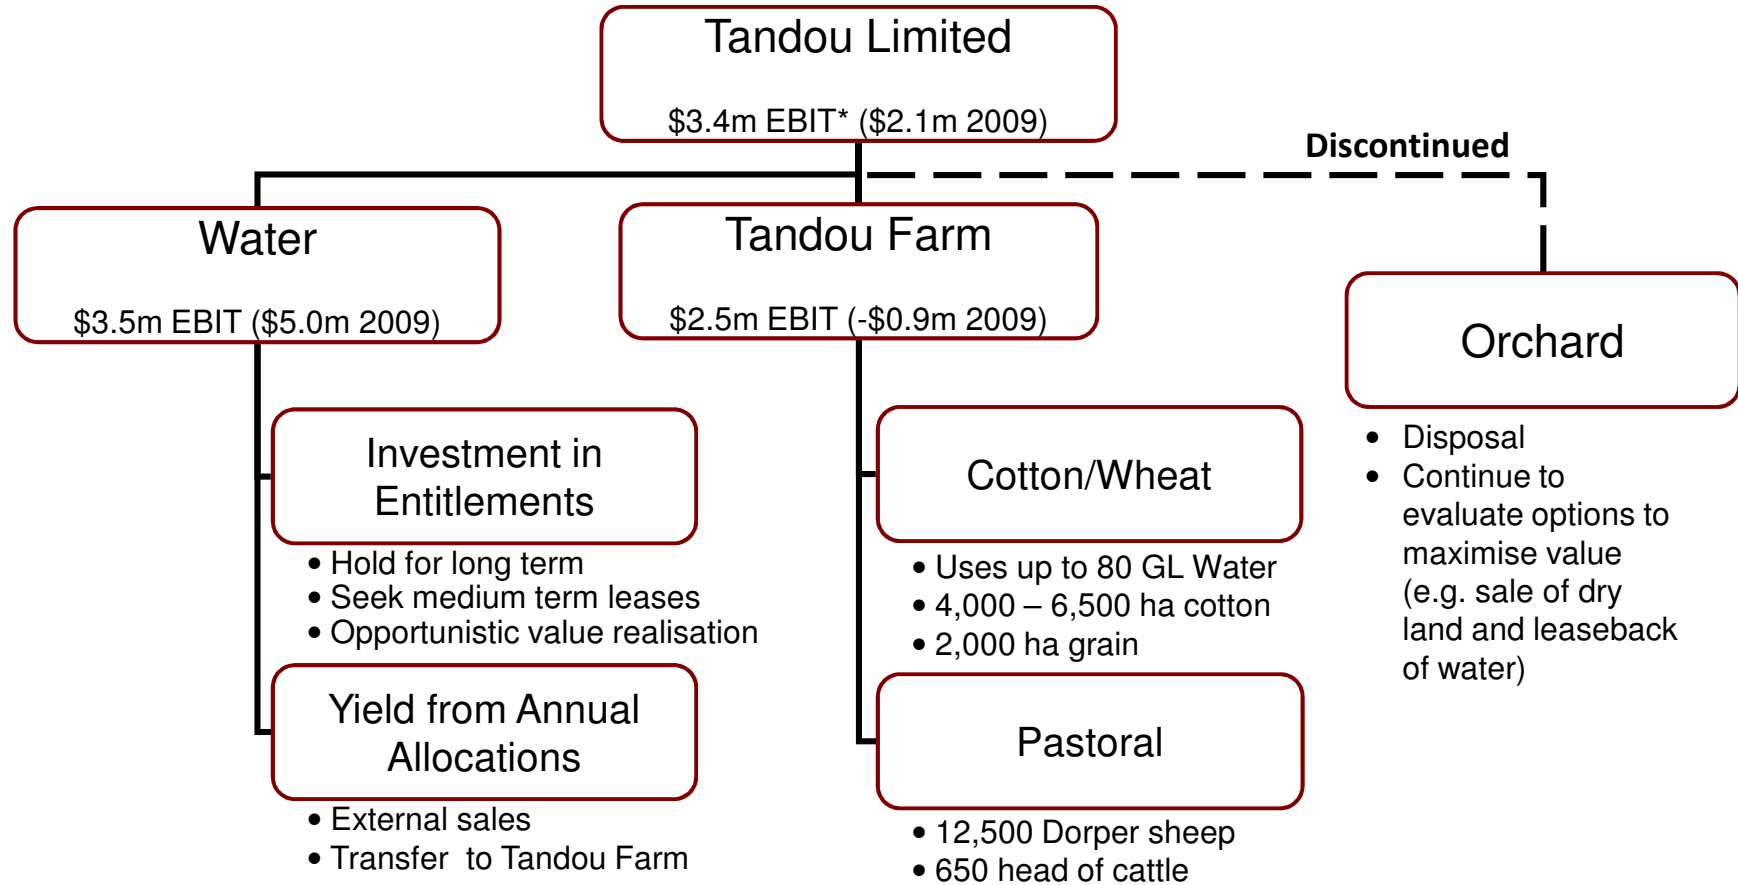 Tandou Limited
$3.4m EBIT* ($2.1m 2009)
Discontinued
Water
$3.5m EBIT ($5.0m 2009)
Tandou Farm
$2.5m EBIT (-$0.9m 2009)
Orchard
• Disposal
• Continue to
evaluate options to
maximise value
(e.g. sale of dry
land and leaseback
of water)
Investment in
Entitlements
• Hold for long term
• Seek medium term leases
• Opportunistic value realisation
Yield from Annual
Allocations
• External sales
• Transfer to Tandou Farm
Cotton/Wheat
• Uses up to 80 GL Water
• 4,000 – 6,500 ha cotton
• 2,000 ha grain
Pastoral
• 12,500 Dorper sheep
• 650 head of cattle